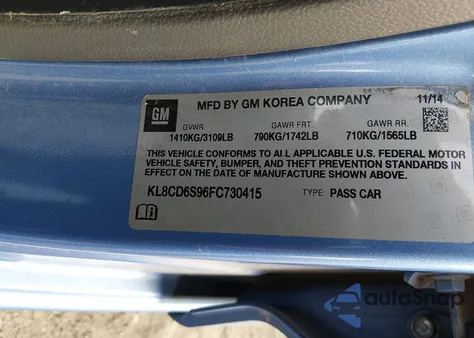 GM
MFD BY GM KOREA COMPANY
11/14
GVWR GAWR FRT GAWR RR
1410KG/3109LB 790KG/1742LB 710KG/1565LB
THIS VEHICLE CONFORMS TO ALL APPLICABLE U.S. FEDERAL MOTOR
VEHICLE SAFETY, BUMPER, AND THEFT PREVENTION STANDARDS IN
EFFECT ON THE DATE OF MANUFACTURE SHOWN ABOVE.
KL8CD6S96FC730415 TYPE: PASS CAR
autoSnap